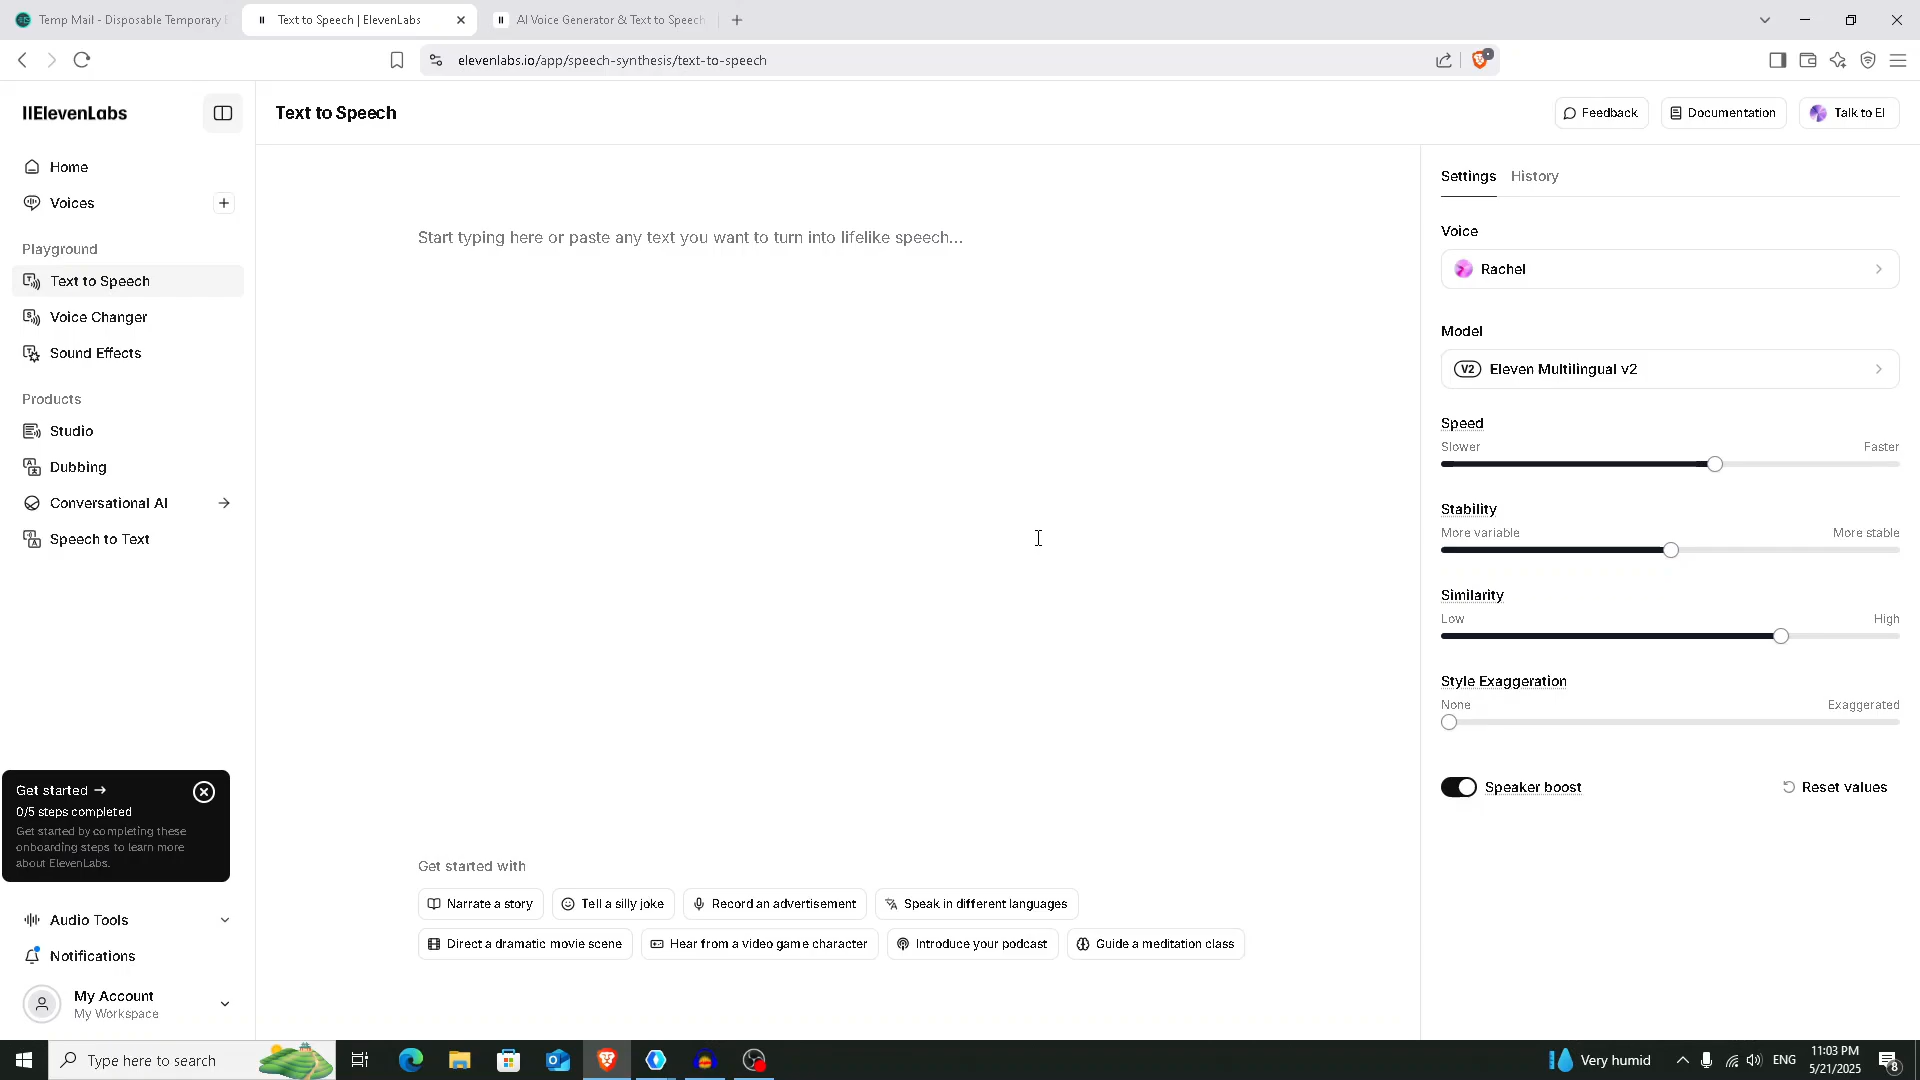 Temp Mail - Disposable Temporary E
Text to Speech | ElevenLabs
AI Voice Generator & Text to Speech
elevenlabs.io/app/speech-synthesis/text-to-speech
IIElevenLabs
Text to Speech
Feedback
Documentation
Talk to El
Home
Voices
Playground
Text to Speech
Voice Changer
Sound Effects
Products
Studio
Dubbing
Conversational AI
Speech to Text
Get started
0/5 steps completed
Get started by completing these
onboarding steps to learn more
about ElevenLabs.
Audio Tools
Notifications
My Account
My Workspace
Start typing here or paste any text you want to turn into lifelike speech...
Get started with
Narrate a story
Tell a silly joke
Record an advertisement
Speak in different languages
Direct a dramatic movie scene
Hear from a video game character
Introduce your podcast
Guide a meditation class
Settings
History
Voice
Rachel
Model
V2 Eleven Multilingual v2
Speed
Slower Faster
Stability
More variable More stable
Similarity
Low High
Style Exaggeration
None Exaggerated
Speaker boost
Reset values
Type here to search
Very humid
ENG
11:03 PM
5/21/2025
8